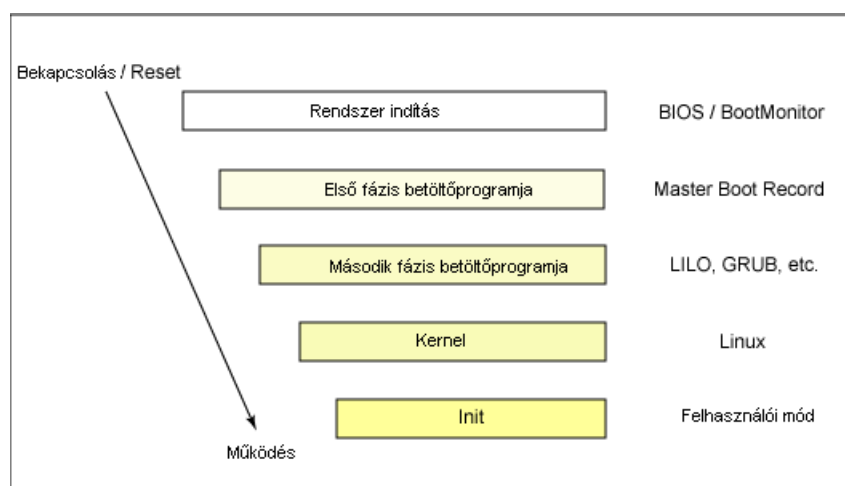 Bekapcsolás / Reset
Rendszer indítás
BIOS / BootMonitor
Első fázis betöltőprogramja
Master Boot Record
Második fázis betöltőprogramja
LILO, GRUB, etc.
Kernel
Linux
Init
Felhasználói mód
Működés